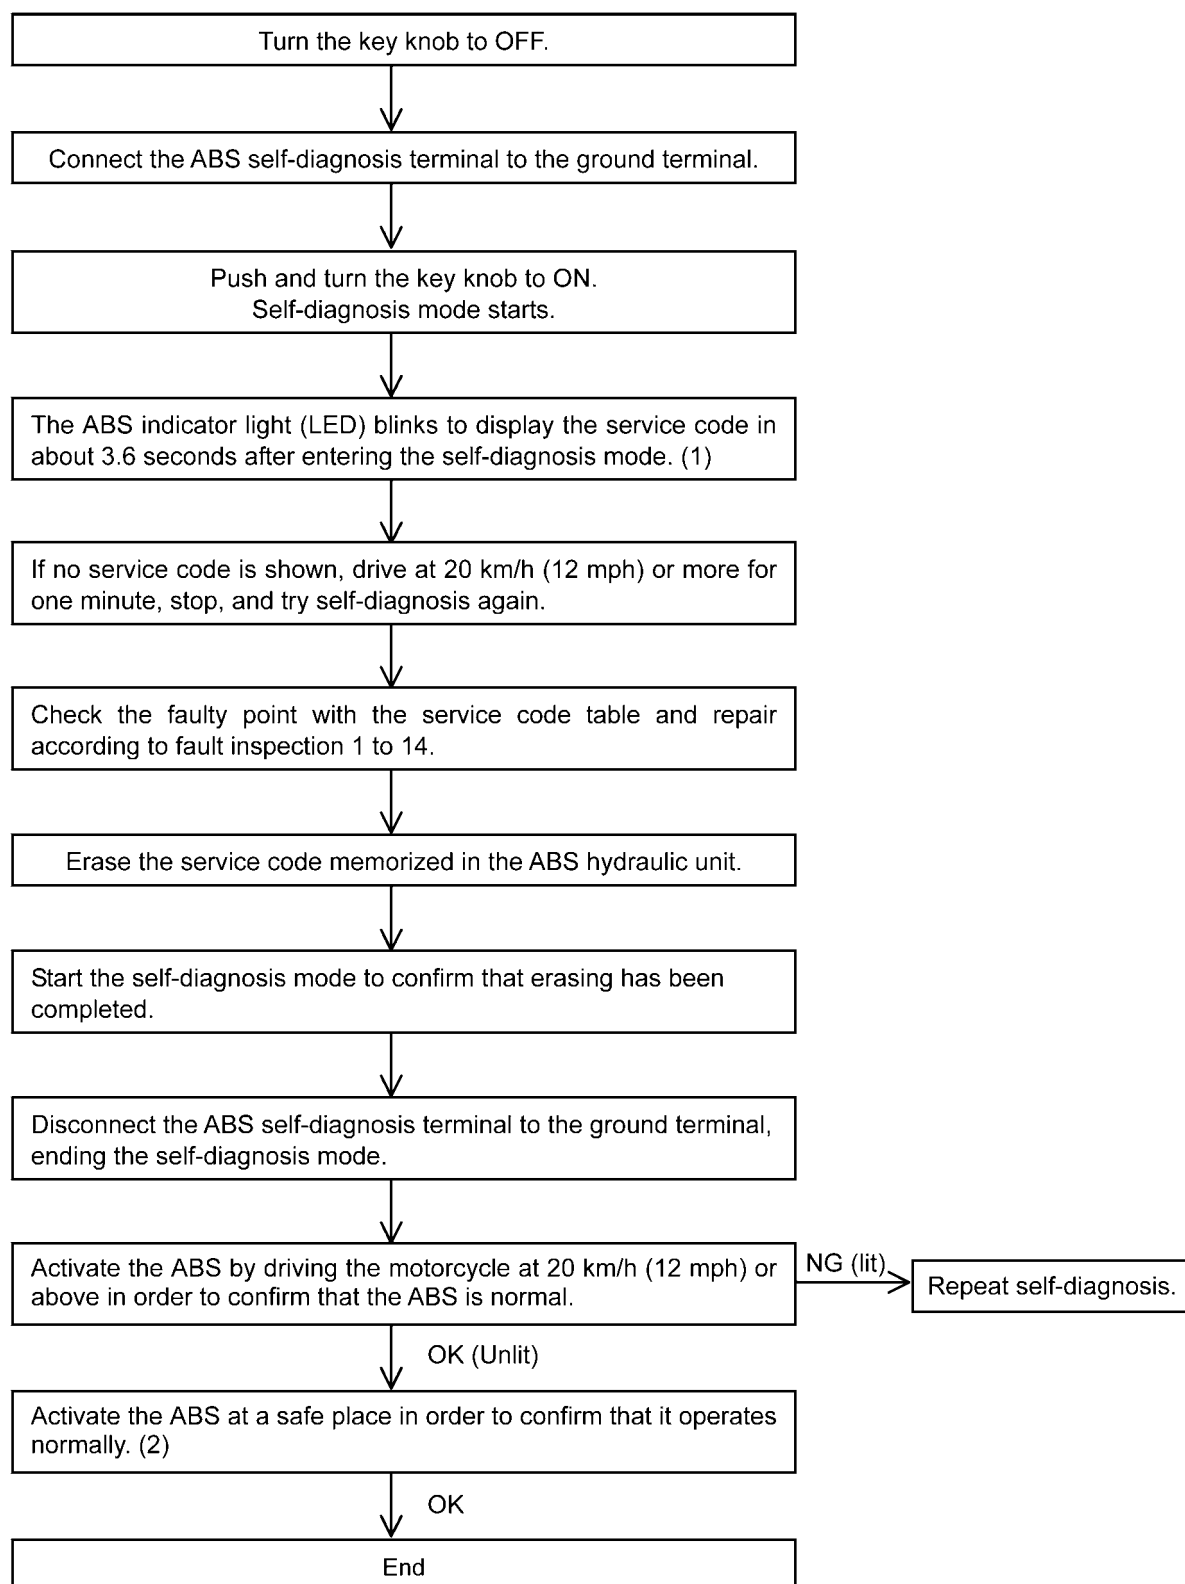 Turn the key knob to OFF.
Connect the ABS self-diagnosis terminal to the ground terminal.
Push and turn the key knob to ON.
Self-diagnosis mode starts.
The ABS indicator light (LED) blinks to display the service code in
about 3.6 seconds after entering the self-diagnosis mode. (1)
If no service code is shown, drive at 20 km/h (12 mph) or more for
one minute, stop, and try self-diagnosis again.
Check the faulty point with the service code table and repair
according to fault inspection 1 to 14.
Erase the service code memorized in the ABS hydraulic unit.
Start the self-diagnosis mode to confirm that erasing has been
completed.
Disconnect the ABS self-diagnosis terminal to the ground terminal,
ending the self-diagnosis mode.
Activate the ABS by driving the motorcycle at 20 km/h (12 mph) or
above in order to confirm that the ABS is normal.
NG (lit)
Repeat self-diagnosis.
OK (Unlit)
Activate the ABS at a safe place in order to confirm that it operates
normally. (2)
OK
End